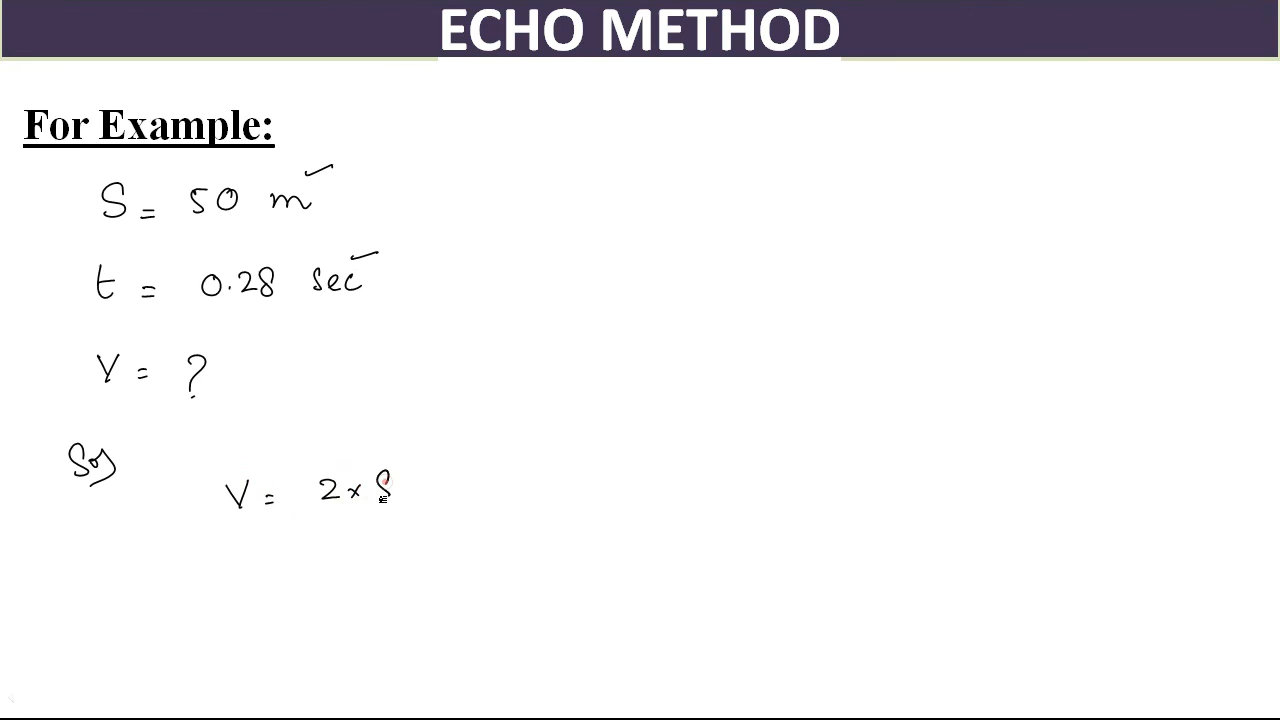 ECHO METHOD
For Example:
S = 50 m
t = 0.28 sec
V = ?
Sol
V = 2 × S